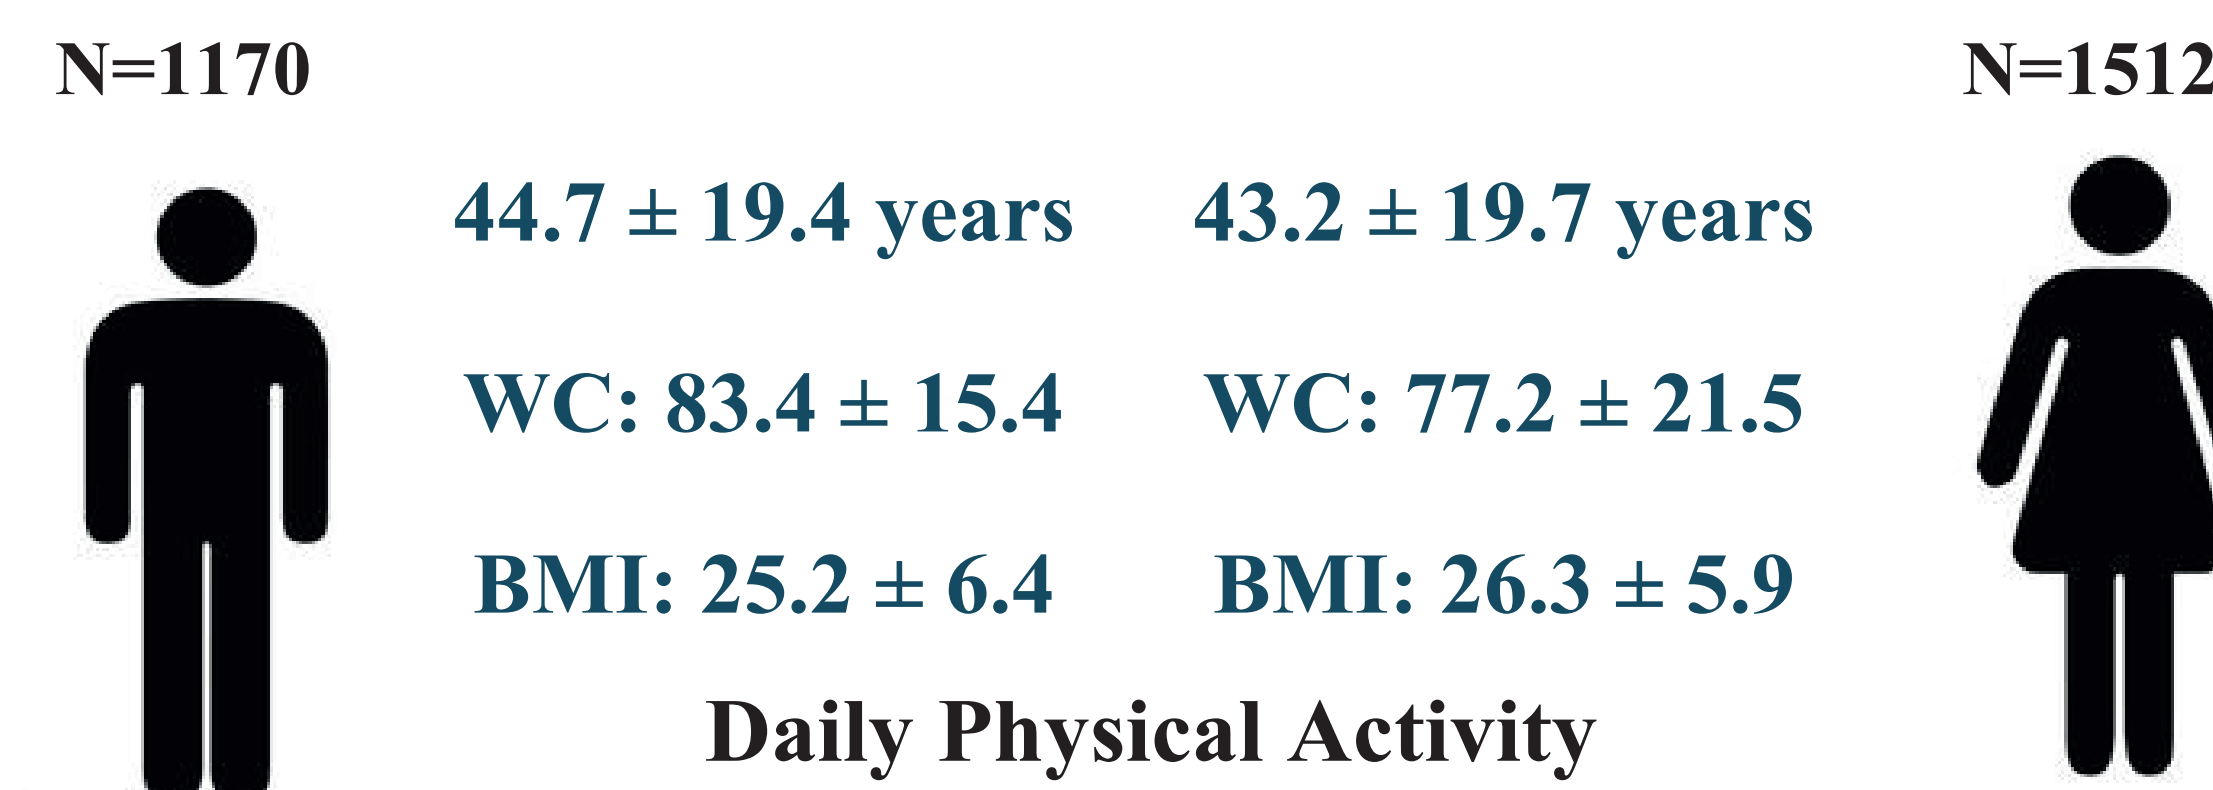 N=1170
N=1512
44.7 ± 19.4 years
43.2 ± 19.7 years
WC: 83.4 ± 15.4
WC: 77.2 ± 21.5
BMI: 25.2 ± 6.4
BMI: 26.3 ± 5.9
Daily Physical Activity